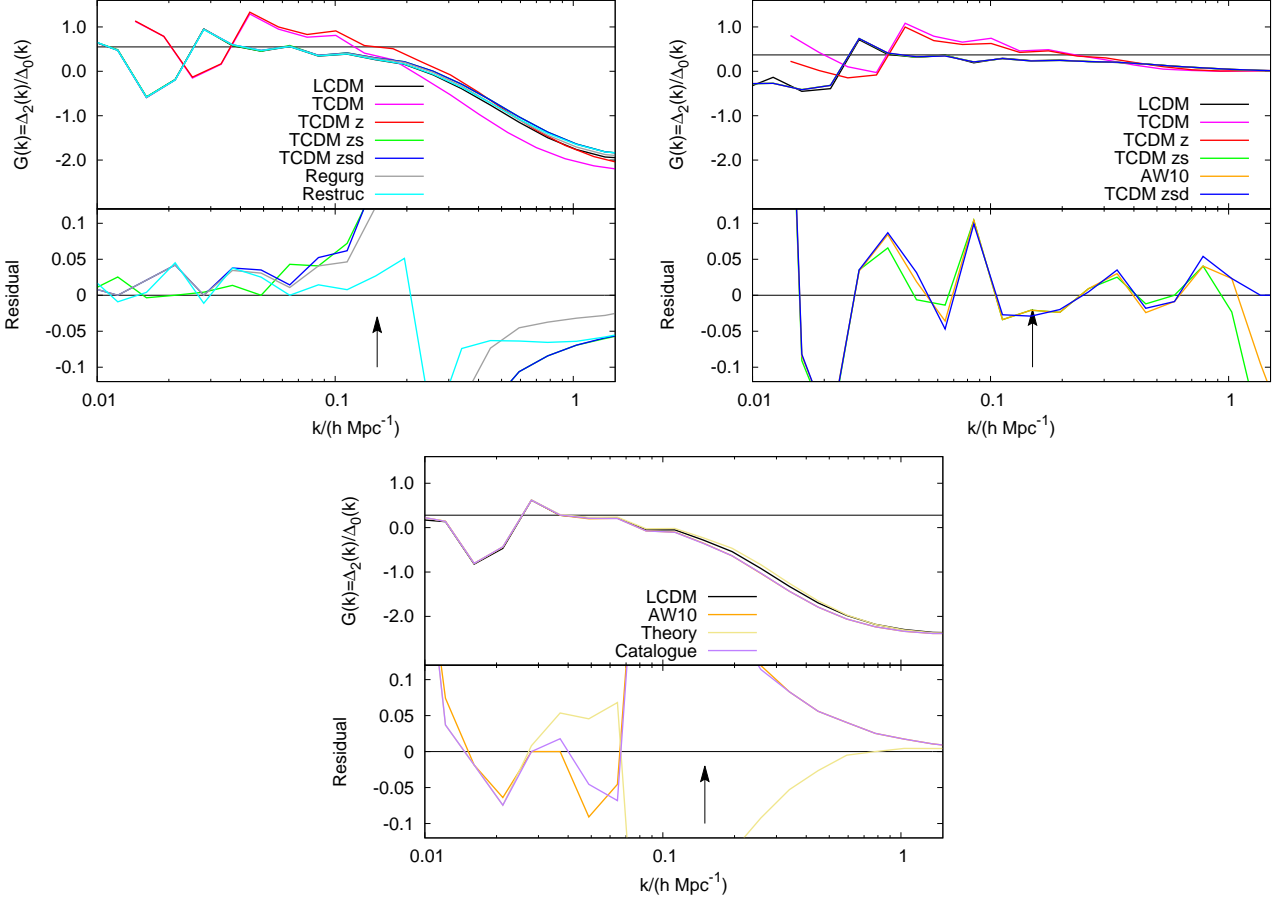 G(k)=Δ₂(k)/Δ₀(k)
1.0
0.0
-1.0
-2.0
LCDM
TCDM
TCDM z
TCDM zs
TCDM zsd
Regurg
Restruc
Residual
0.1
0.05
0
-0.05
-0.1
0.01
0.1
1
k/(h Mpc⁻¹)
G(k)=Δ₂(k)/Δ₀(k)
1.0
0.0
-1.0
-2.0
LCDM
TCDM
TCDM z
TCDM zs
AW10
TCDM zsd
Residual
0.1
0.05
0
-0.05
-0.1
0.01
0.1
1
k/(h Mpc⁻¹)
G(k)=Δ₂(k)/Δ₀(k)
1.0
0.0
-1.0
-2.0
LCDM
AW10
Theory
Catalogue
Residual
0.1
0.05
0
-0.05
-0.1
0.01
0.1
1
k/(h Mpc⁻¹)